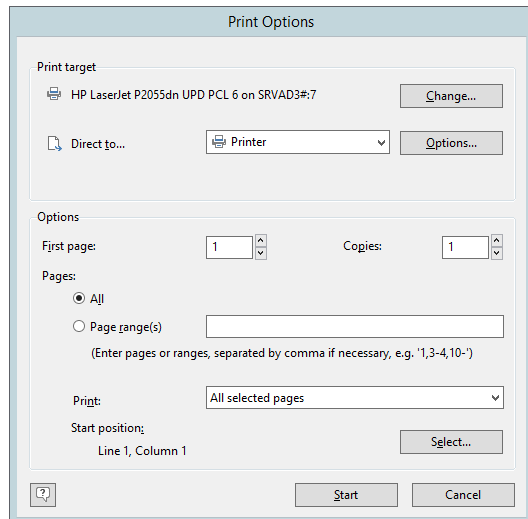 Print Options
Print target
HP LaserJet P2055dn UPD PCL 6 on SRVAD3#:7
Change...
Direct to...
Printer
Options...
Options
First page:
1
Copies:
1
Pages:
All
Page range(s)
(Enter pages or ranges, separated by comma if necessary, e.g. '1,3-4,10-')
Print:
All selected pages
Start position:
Line 1, Column 1
Select...
?
Start
Cancel